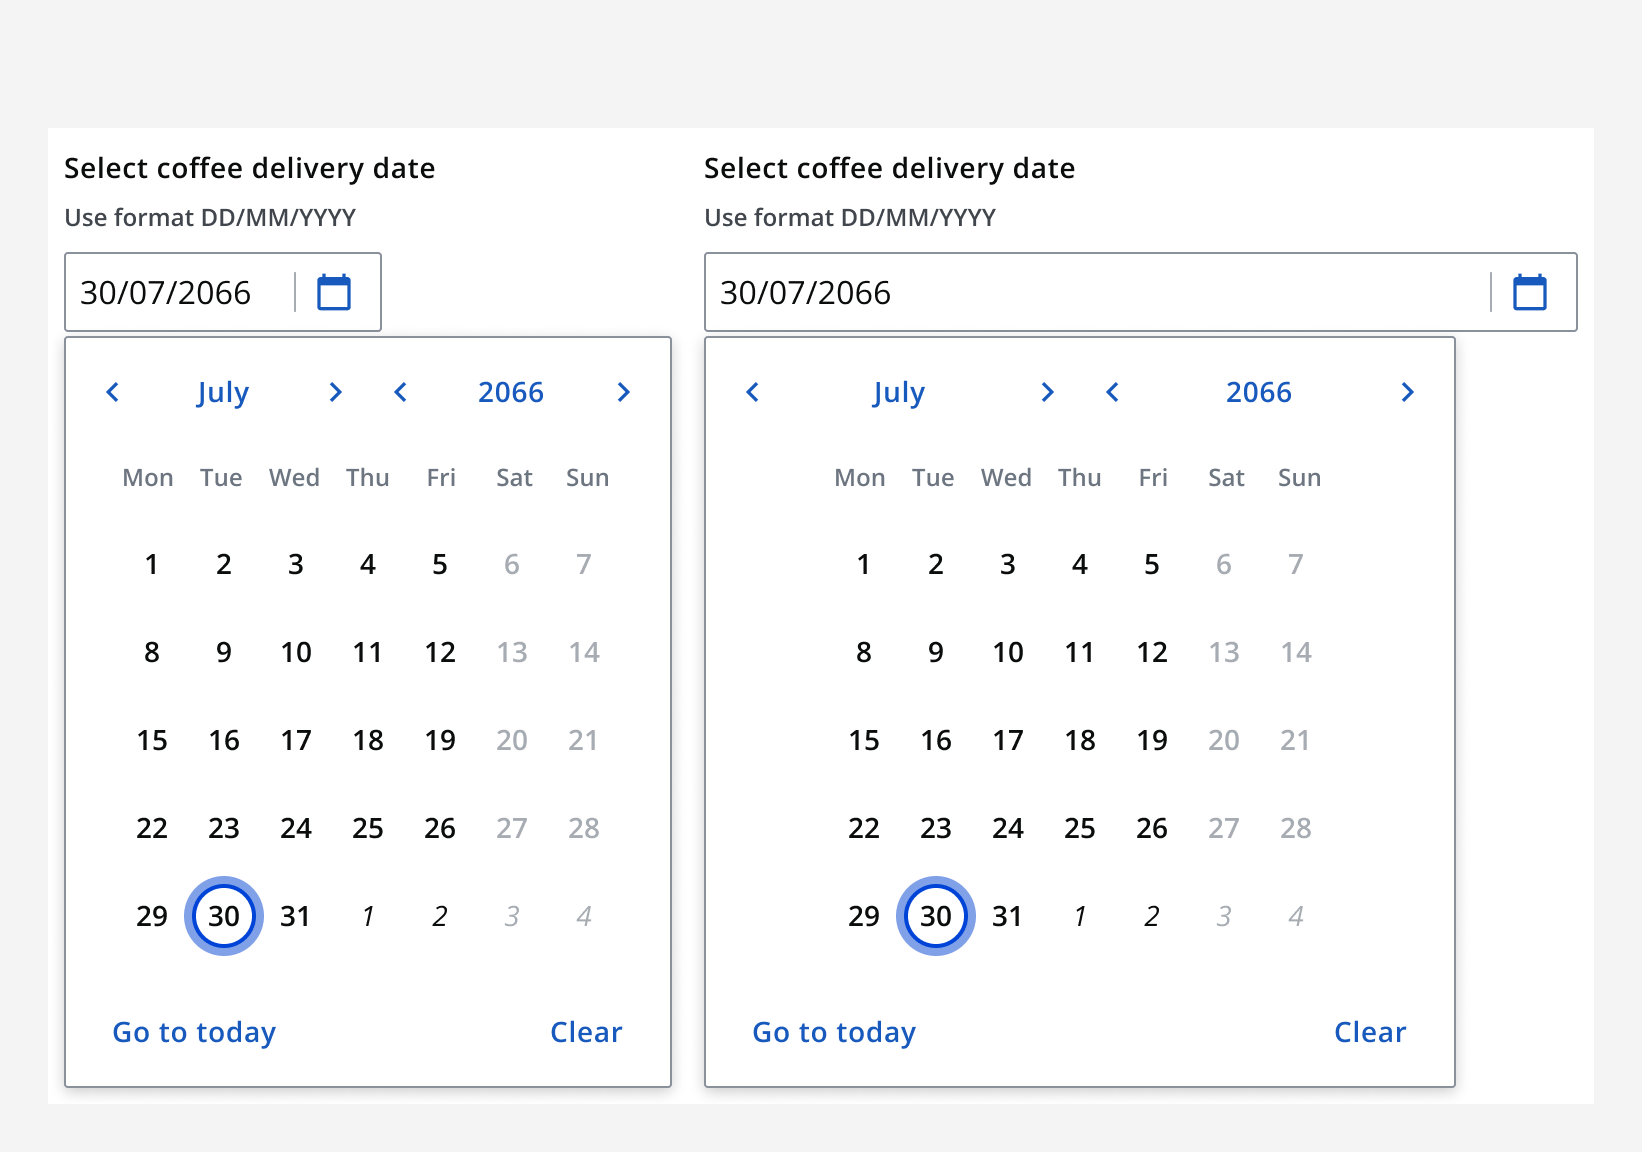 Select coffee delivery date
Use format DD/MM/YYYY
30/07/2066
July 2066
Mon Tue Wed Thu Fri Sat Sun
1 2 3 4 5 6 7
8 9 10 11 12 13 14
15 16 17 18 19 20 21
22 23 24 25 26 27 28
29 30 31 1 2 3 4
Go to today Clear
Select coffee delivery date
Use format DD/MM/YYYY
30/07/2066
July 2066
Mon Tue Wed Thu Fri Sat Sun
1 2 3 4 5 6 7
8 9 10 11 12 13 14
15 16 17 18 19 20 21
22 23 24 25 26 27 28
29 30 31 1 2 3 4
Go to today Clear